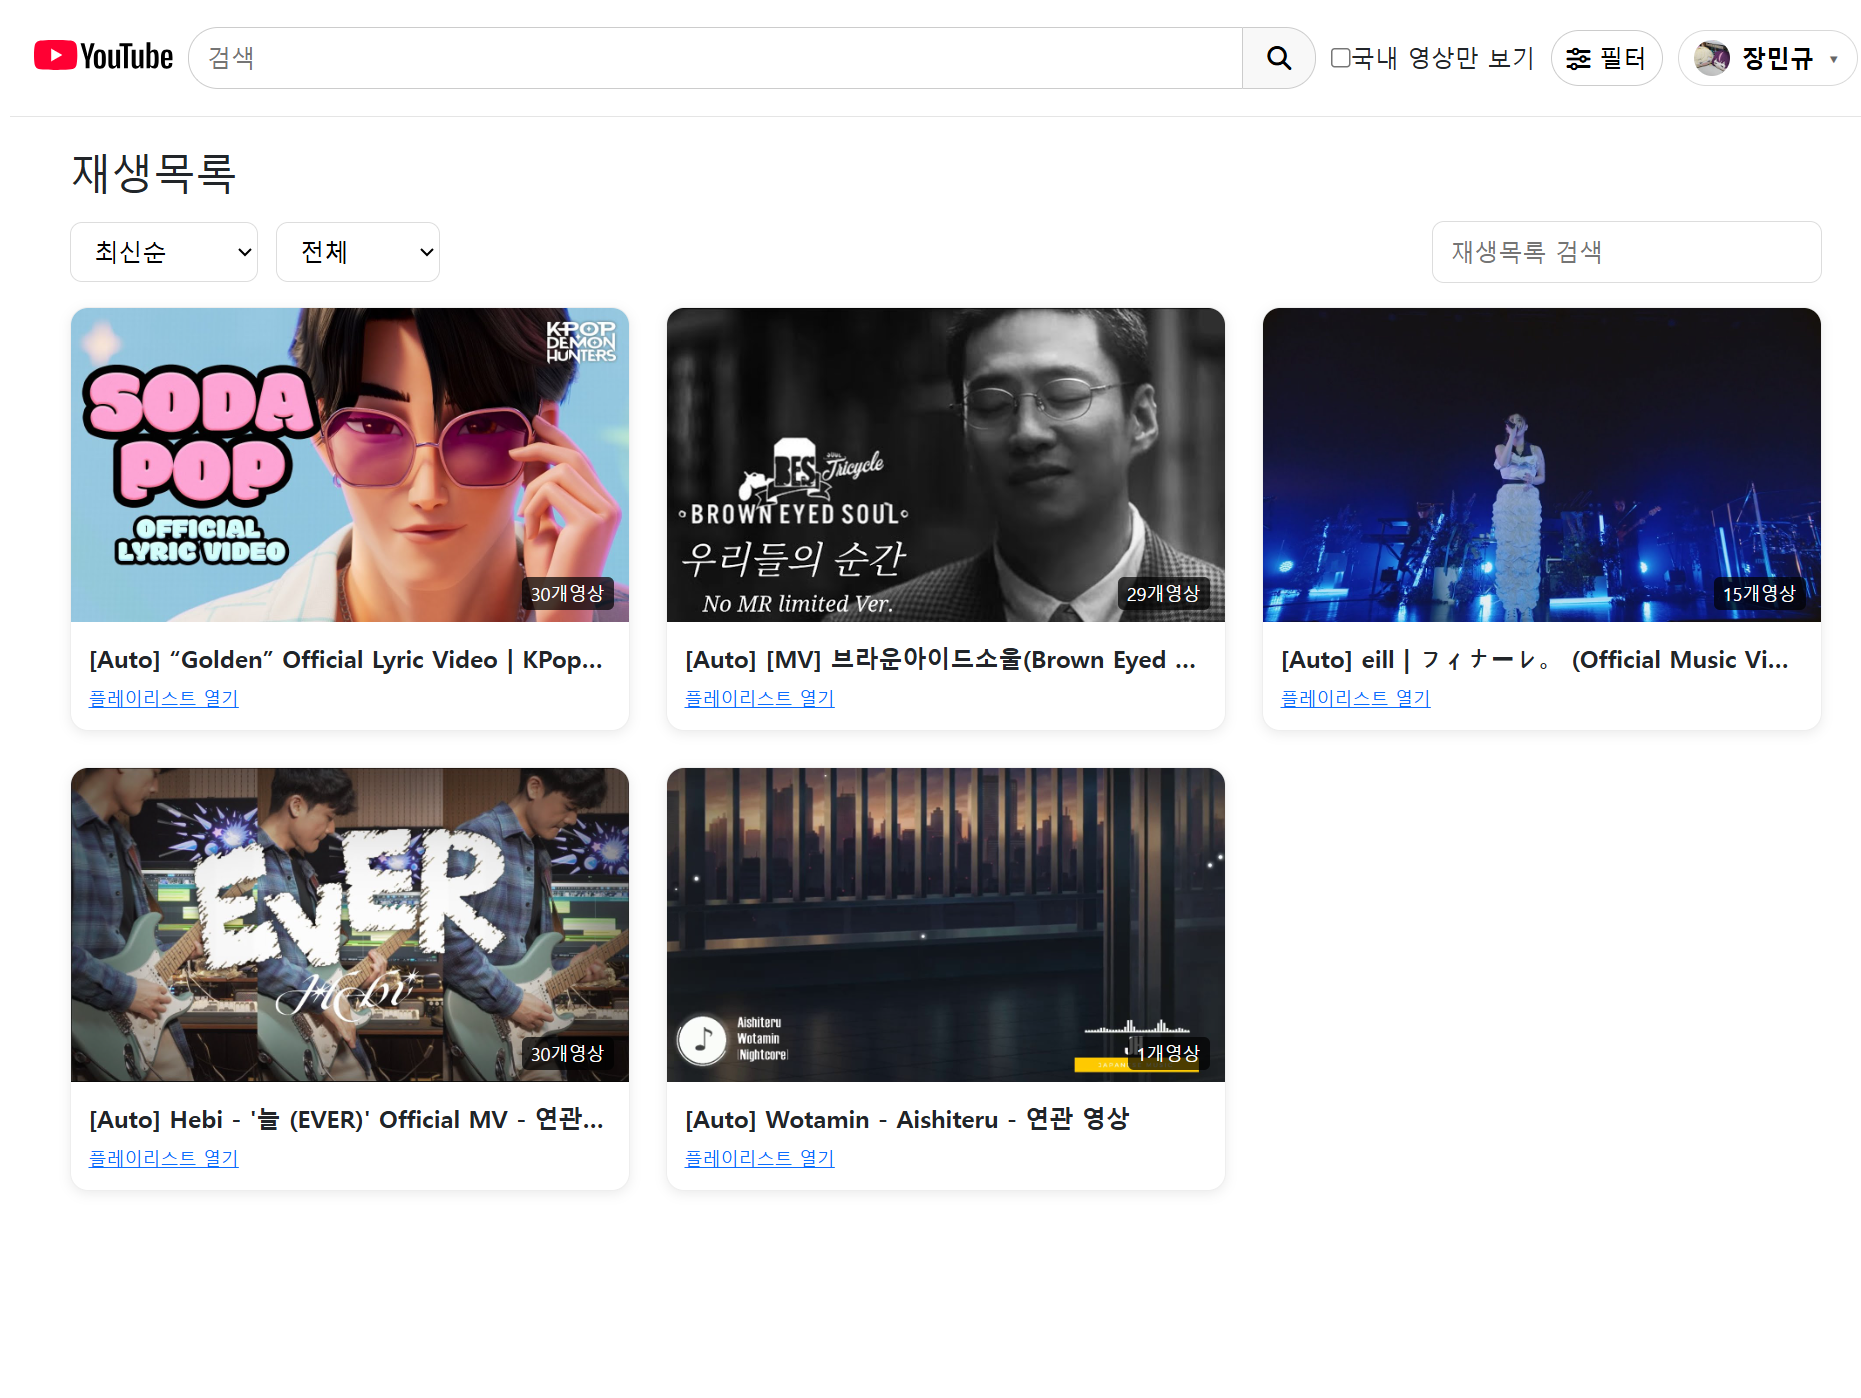 YouTube
검색
국내 영상만 보기
필터
장민규
재생목록
최신순
전체
재생목록 검색
K-POP
DEMON
HUNTERS
SODA
POP
OFFICIAL
LYRIC VIDEO
30개영상
[Auto] “Golden” Official Lyric Video | KPop...
플레이리스트 열기
BES
SOUL
Tricycle
BROWN EYED SOUL
우리들의 순간
No MR limited Ver.
29개영상
[Auto] [MV] 브라운아이드소울(Brown Eyed ...
플레이리스트 열기
15개영상
[Auto] eill | フィナーレ。 (Official Music Vi...
플레이리스트 열기
EVER
Hebi
30개영상
[Auto] Hebi - '늘 (EVER)' Official MV - 연관...
플레이리스트 열기
Aishiteru
Wotamin
[Nightcore]
1개영상
[Auto] Wotamin - Aishiteru - 연관 영상
플레이리스트 열기